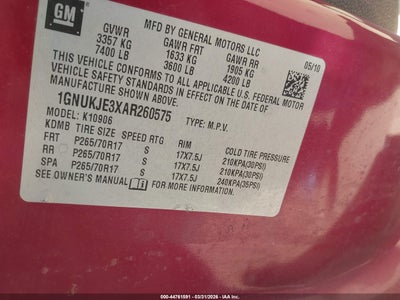 GM
MFD BY GENERAL MOTORS LLC
05/10
GVWR GAWR FRT GAWR RR
3357 KG 1633 KG 1905 KG
7400 LB 3600 LB 4200 LB
THIS VEHICLE CONFORMS TO ALL APPLICABLE U.S. FEDERAL MOTOR
VEHICLE SAFETY STANDARDS IN EFFECT ON THE DATE OF
MANUFACTURE SHOWN ABOVE.
1GNUKJE3XAR260575
TYPE: M.P.V.
MODEL: K10906
KDMB TIRE SIZE SPEED RTG RIM COLD TIRE PRESSURE
FRT P265/70R17 S 17X7.5J 210KPA(30PSI)
RR P265/70R17 S 17X7.5J 210KPA(30PSI)
SPA P265/70R17 S 17X7.5J 240KPA(35PSI)
SEE OWNER'S MANUAL FOR MORE INFORMATION.
000-44761591 - 03/31/2026 -